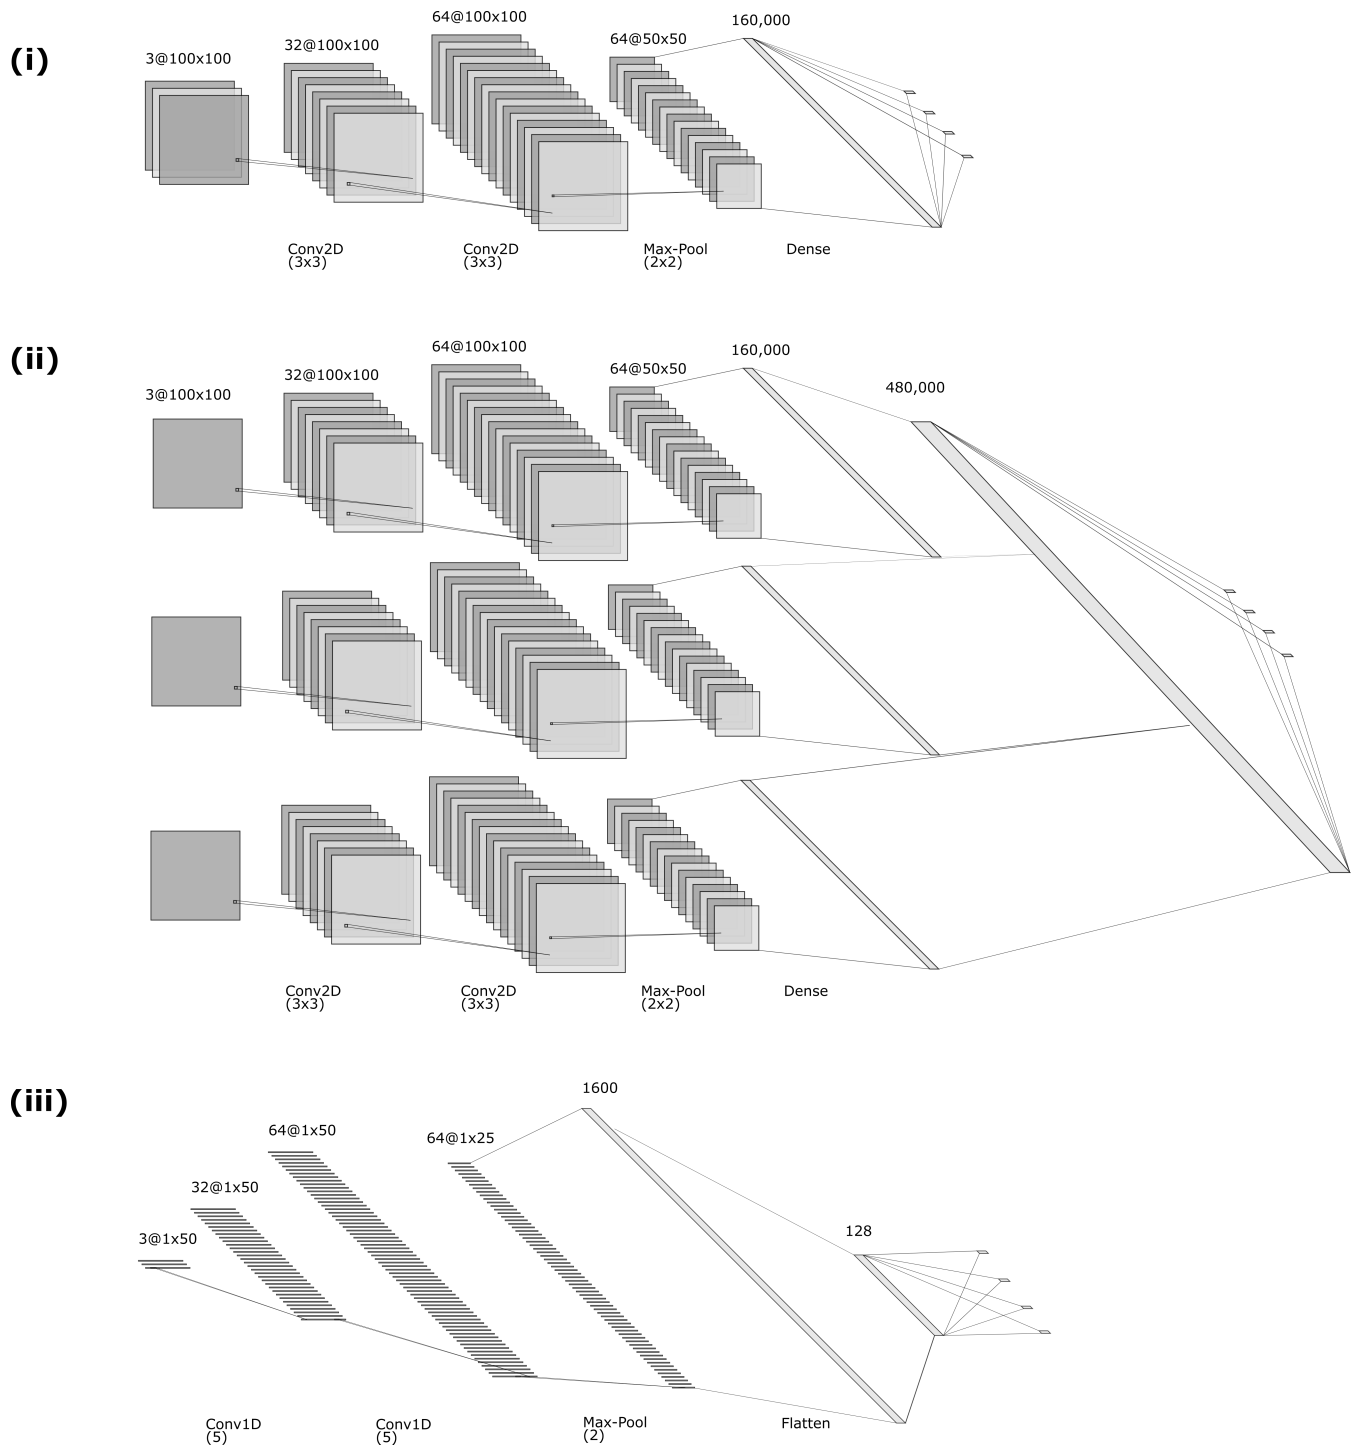 (i)
3@100x100
32@100x100
64@100x100
64@50x50
160,000
Conv2D
(3x3)
Conv2D
(3x3)
Max-Pool
(2x2)
Dense
(ii)
3@100x100
32@100x100
64@100x100
64@50x50
160,000
480,000
Conv2D
(3x3)
Conv2D
(3x3)
Max-Pool
(2x2)
Dense
(iii)
3@1x50
32@1x50
64@1x50
64@1x25
1600
128
Conv1D
(5)
Conv1D
(5)
Max-Pool
(2)
Flatten